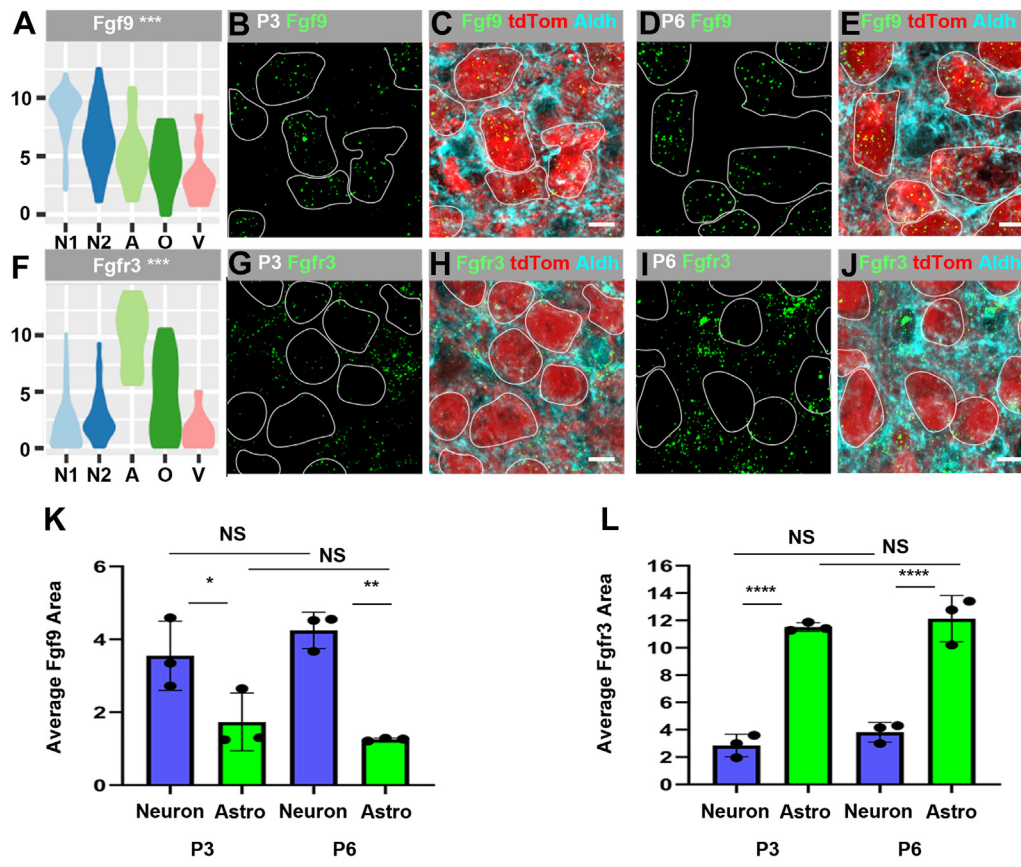 A Fgf9 *** B P3 Fgf9 C Fgf9 tdTom Aldh D P6 Fgf9 E Fgf9 tdTom Aldh
10
5
0
N1 N2 A O V
F Fgfr3 *** G P3 Fgfr3 H Fgfr3 tdTom Aldh I P6 Fgfr3 J Fgfr3 tdTom Aldh
10
5
0
N1 N2 A O V
K
NS
NS
* **
Average Fgf9 Area
6
4
2
0
Neuron Astro Neuron Astro
P3 P6
L
NS NS
**** ****
Average Fgfr3 Area
16
14
12
10
8
6
4
2
0
Neuron Astro Neuron Astro
P3 P6